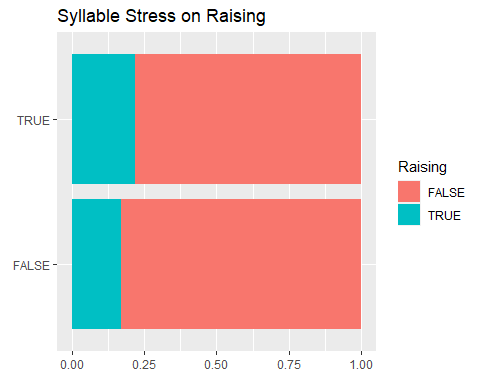 Syllable Stress on Raising
TRUE
FALSE
0.00 0.25 0.50 0.75 1.00
Raising
FALSE
TRUE